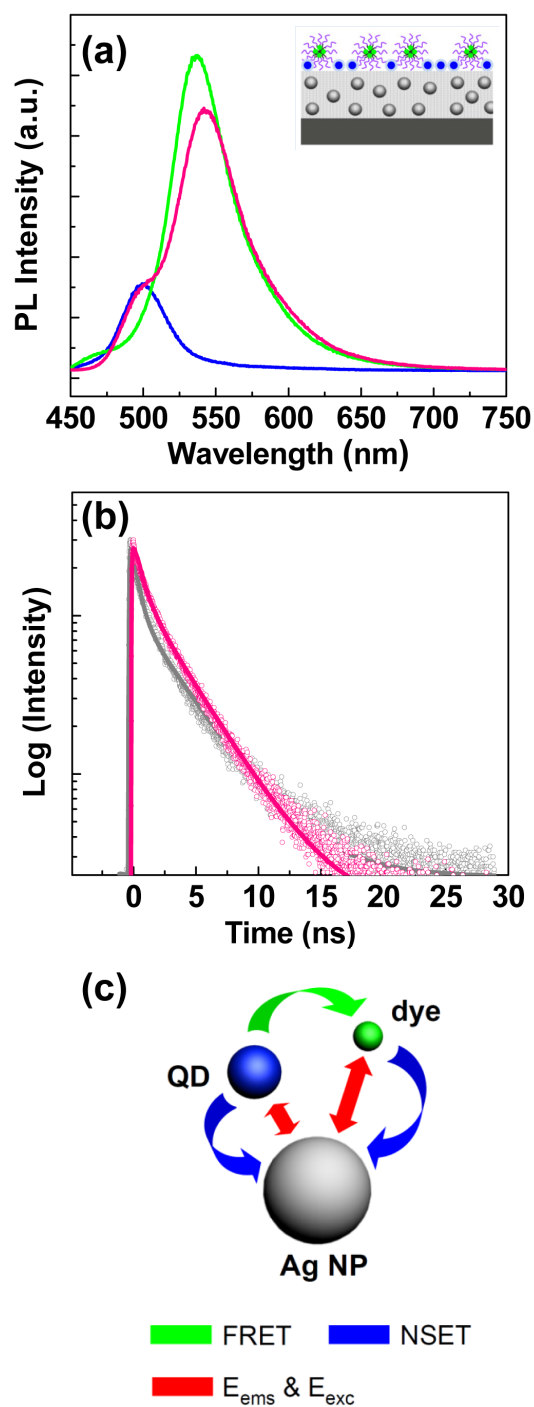 (a)
PL Intensity (a.u.)
450 500 550 600 650 700 750
Wavelength (nm)
(b)
Log (Intensity)
0 5 10 15 20 25 30
Time (ns)
(c)
dye
QD
Ag NP
FRET NSET
E_ems & E_exc